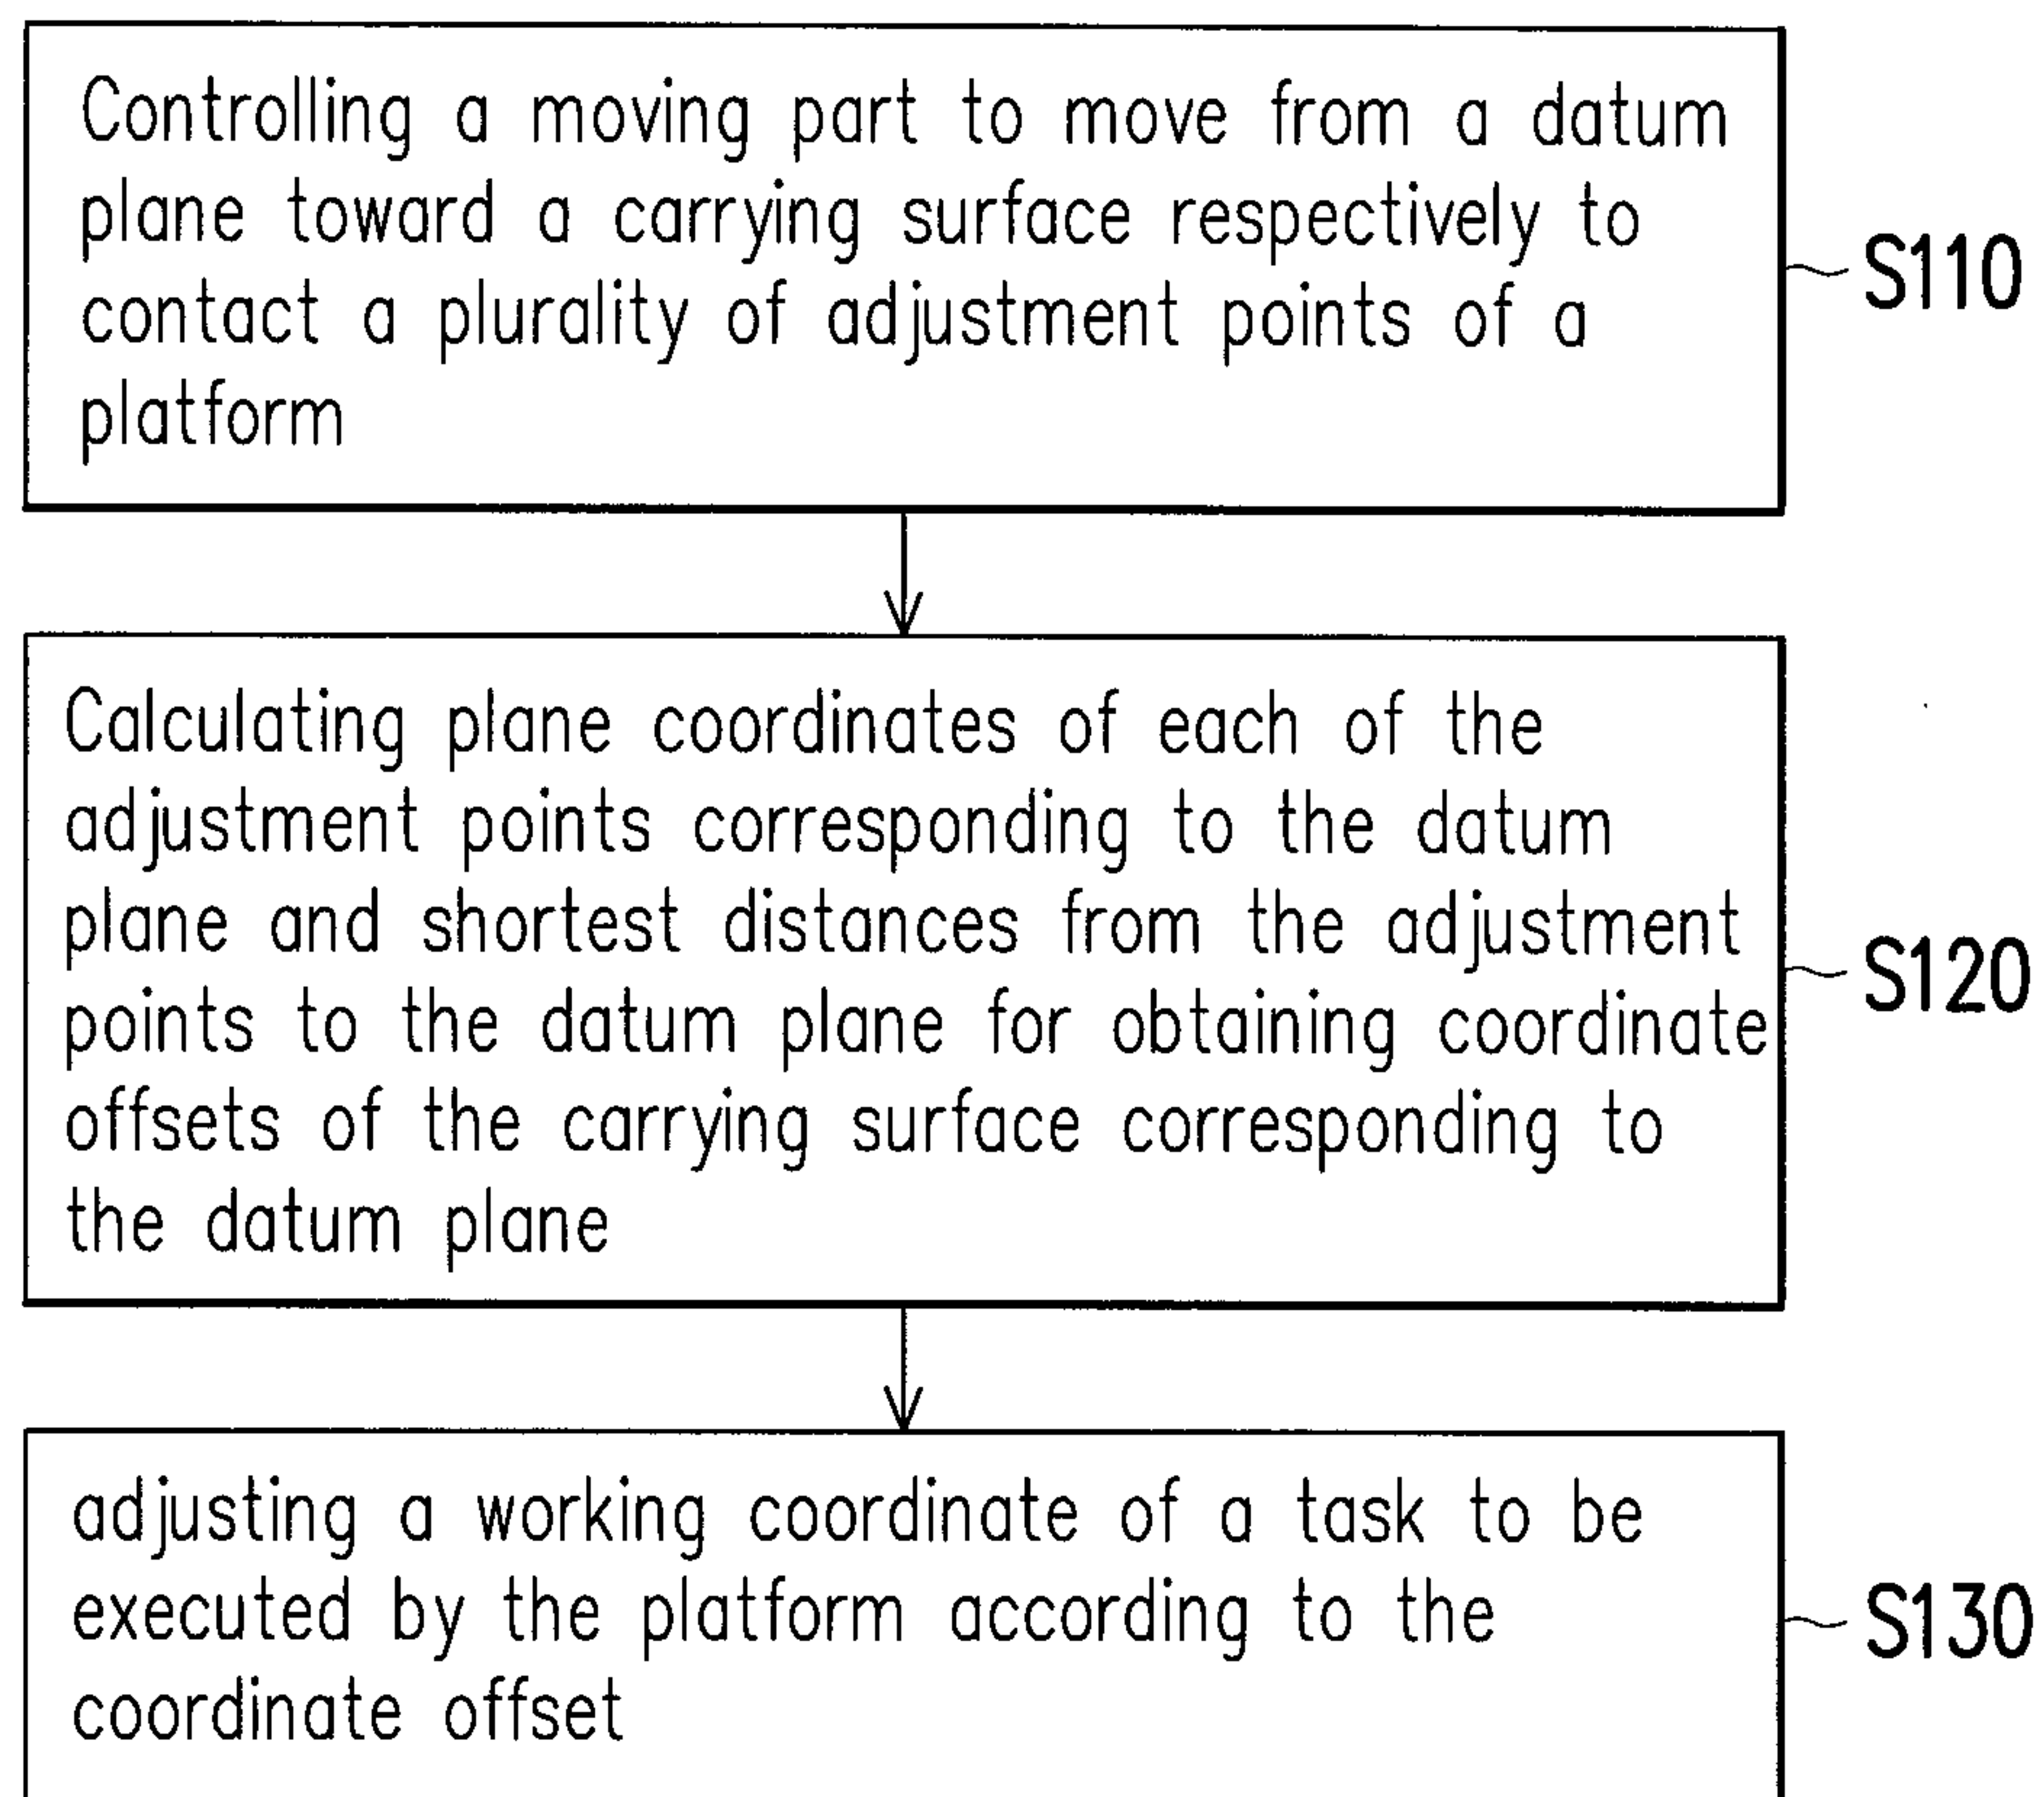 Controlling a moving part to move from a datum
plane toward a carrying surface respectively to
contact a plurality of adjustment points of a
platform
S110
Calculating plane coordinates of each of the
adjustment points corresponding to the datum
plane and shortest distances from the adjustment
points to the datum plane for obtaining coordinate
offsets of the carrying surface corresponding to
the datum plane
S120
adjusting a working coordinate of a task to be
executed by the platform according to the
coordinate offset
S130